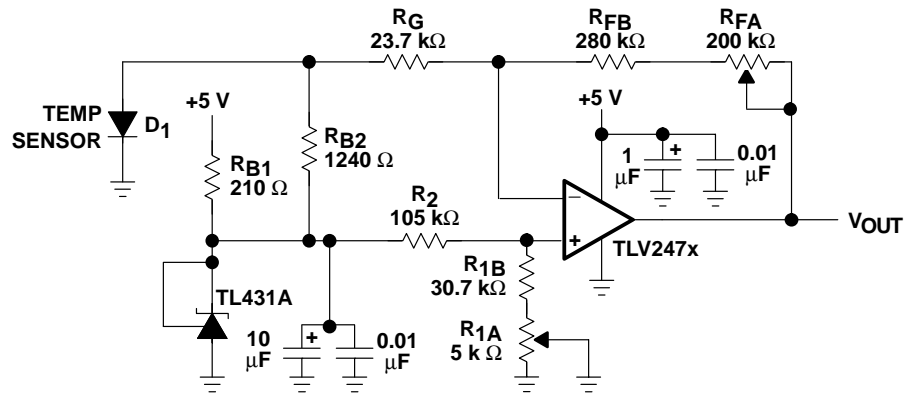 RG
23.7 kΩ
RFB
280 kΩ
RFA
200 kΩ
+5 V
TEMP
SENSOR
D1
RB1
210 Ω
RB2
1240 Ω
+5 V
1
μF
+
0.01
μF
R2
105 kΩ
−
+
TLV247x
VOUT
R1B
30.7 kΩ
TL431A
R1A
5 k Ω
10
μF
+
0.01
μF